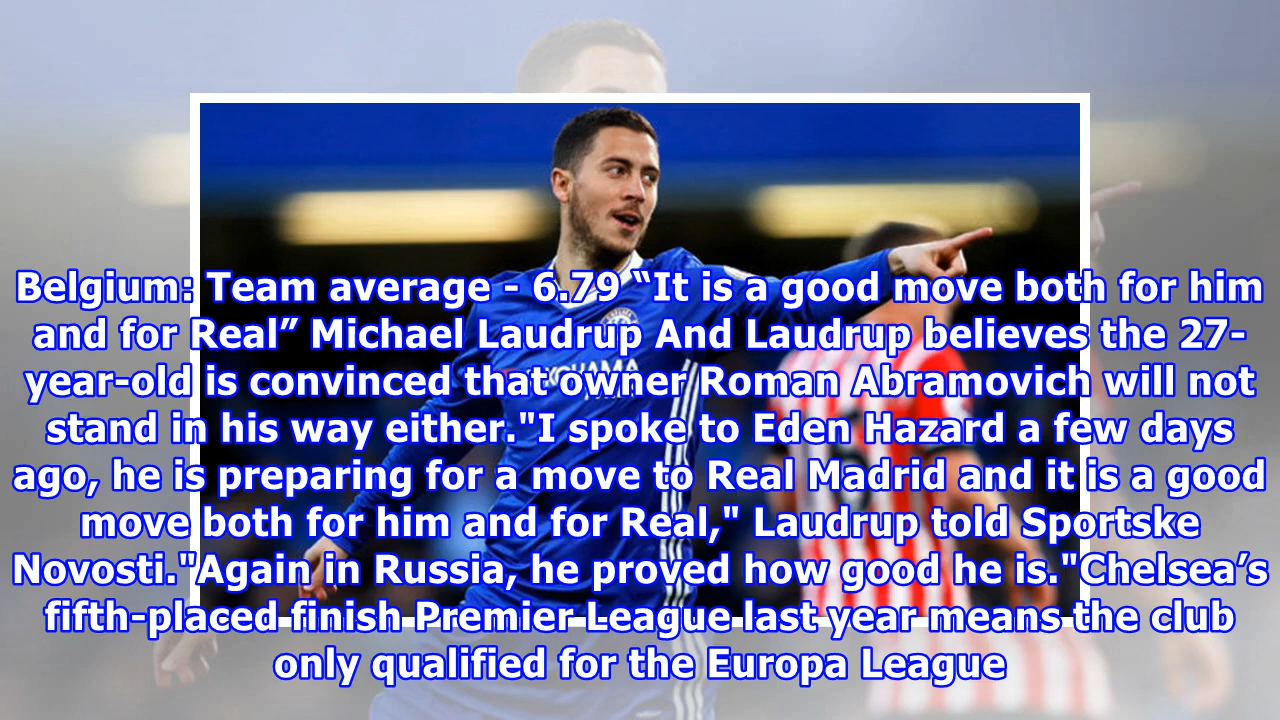 Belgium: Team average - 6.79 “It is a good move both for him
and for Real” Michael Laudrup And Laudrup believes the 27-
year-old is convinced that owner Roman Abramovich will not
stand in his way either."I spoke to Eden Hazard a few days
ago, he is preparing for a move to Real Madrid and it is a good
move both for him and for Real," Laudrup told Sportske
Novosti."Again in Russia, he proved how good he is."Chelsea’s
fifth-placed finish Premier League last year means the club
only qualified for the Europa League